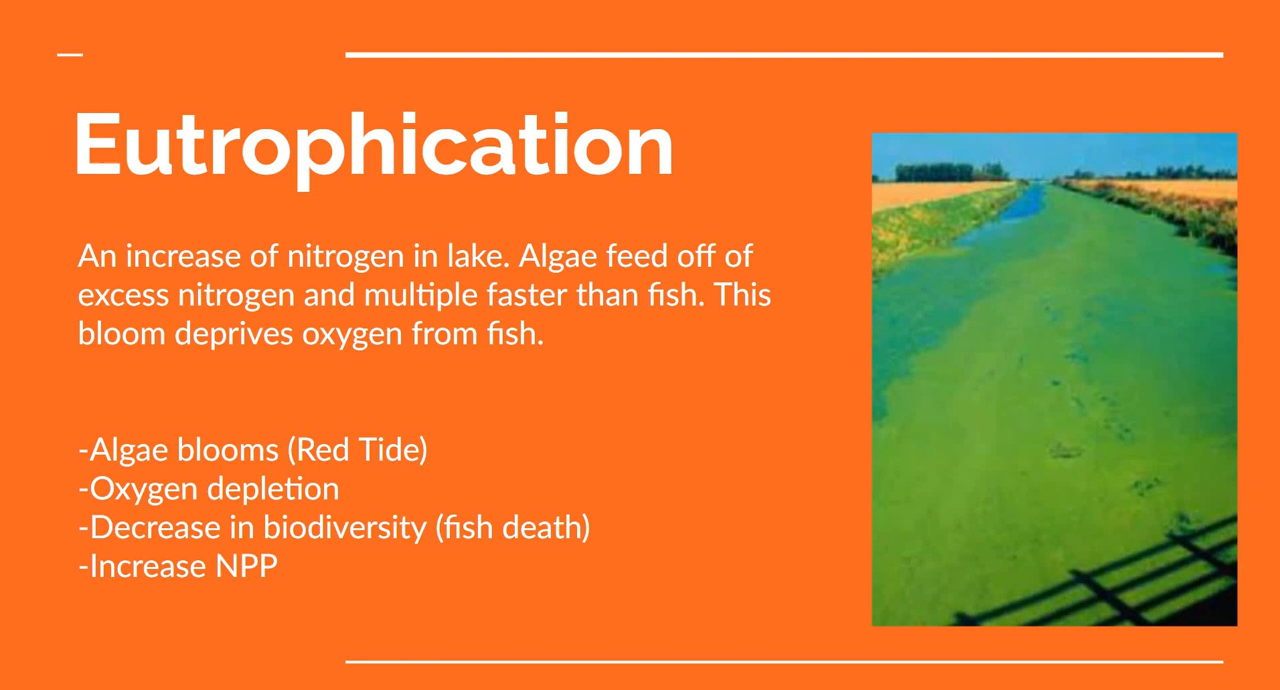 Eutrophication
An increase of nitrogen in lake. Algae feed off of
excess nitrogen and multiple faster than fish. This
bloom deprives oxygen from fish.
-Algae blooms (Red Tide)
-Oxygen depletion
-Decrease in biodiversity (fish death)
-Increase NPP